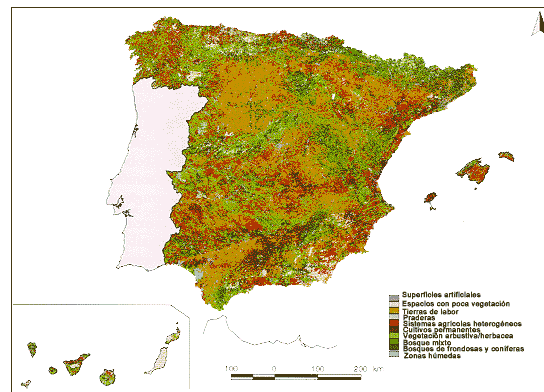 Superficies artificiales
Espacios con poca vegetación
Tierras de labor
Praderas
Sistemas agrícolas heterogéneos
Cultivos permanentes
Vegetación arbustiva/herbacea
Bosque mixto
Bosques de frondosas y coníferas
Zonas húmedas
100 0 100 200 km